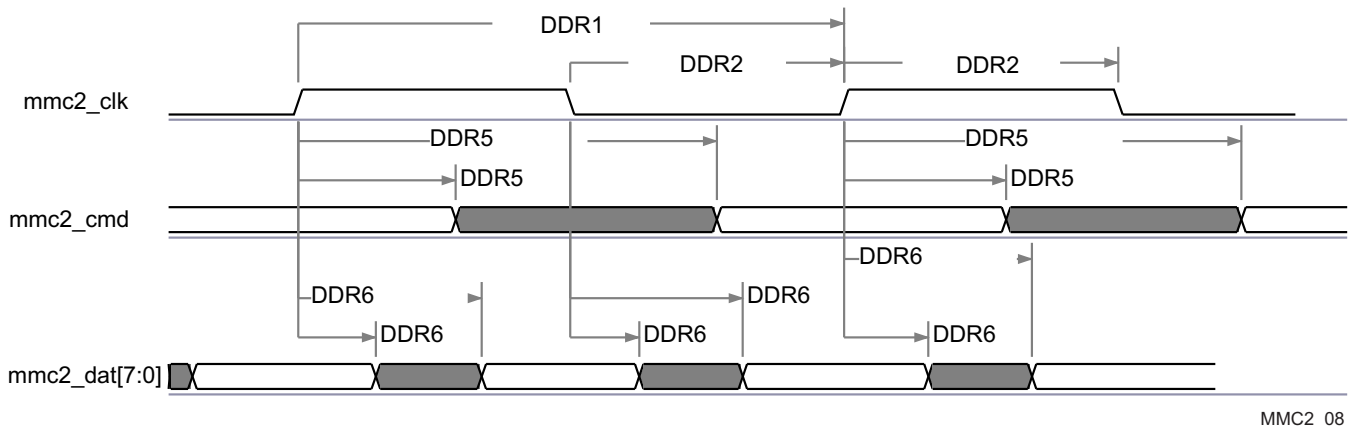 DDR1
DDR2 DDR2
mmc2_clk
DDR5 DDR5
DDR5 DDR5
mmc2_cmd
DDR6
DDR6 DDR6
DDR6 DDR6 DDR6
mmc2_dat[7:0]
MMC2_08